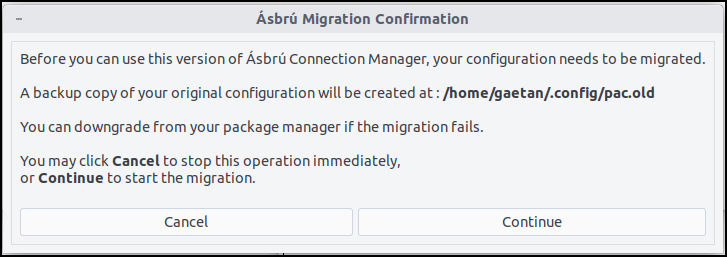 Ásbrú Migration Confirmation
Before you can use this version of Ásbrú Connection Manager, your configuration needs to be migrated.
A backup copy of your original configuration will be created at : /home/gaetan/.config/pac.old
You can downgrade from your package manager if the migration fails.
You may click Cancel to stop this operation immediately,
or Continue to start the migration.
Cancel
Continue